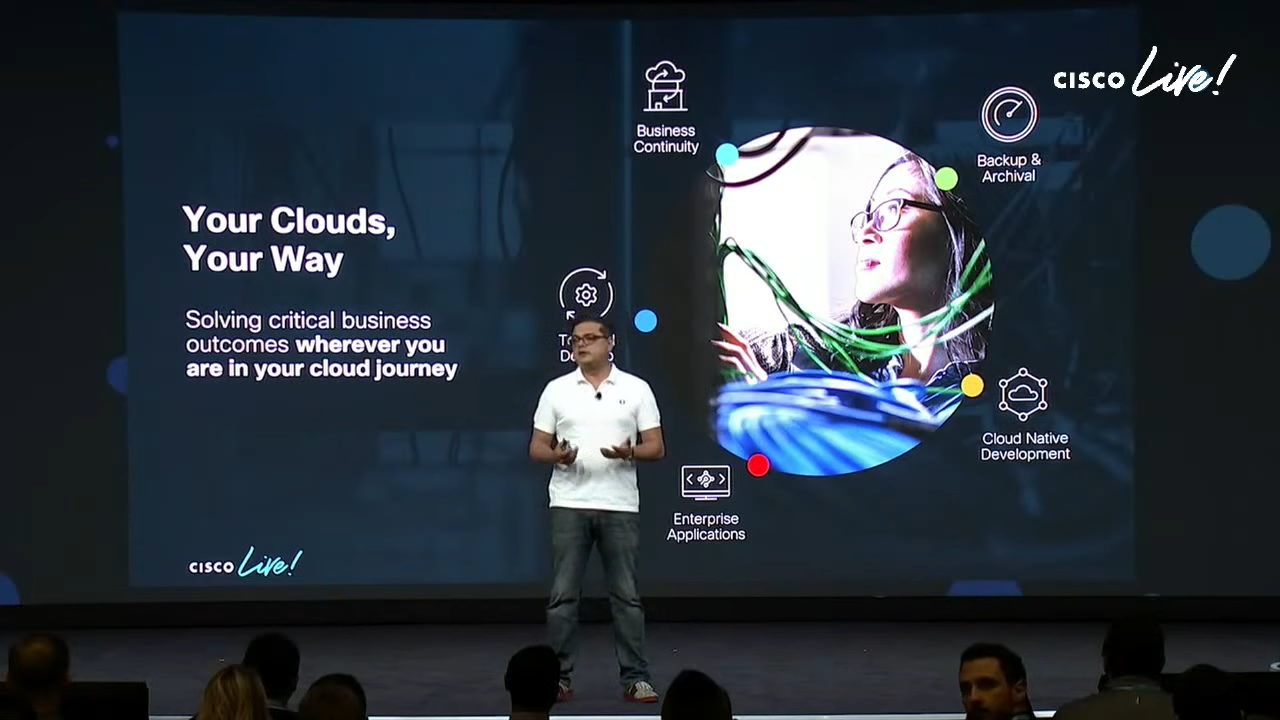 CISCO Live!
Business
Continuity
Backup &
Archival
Your Clouds,
Your Way
Solving critical business
outcomes wherever you
are in your cloud journey
Cloud Native
Development
Enterprise
Applications
CISCO Live!